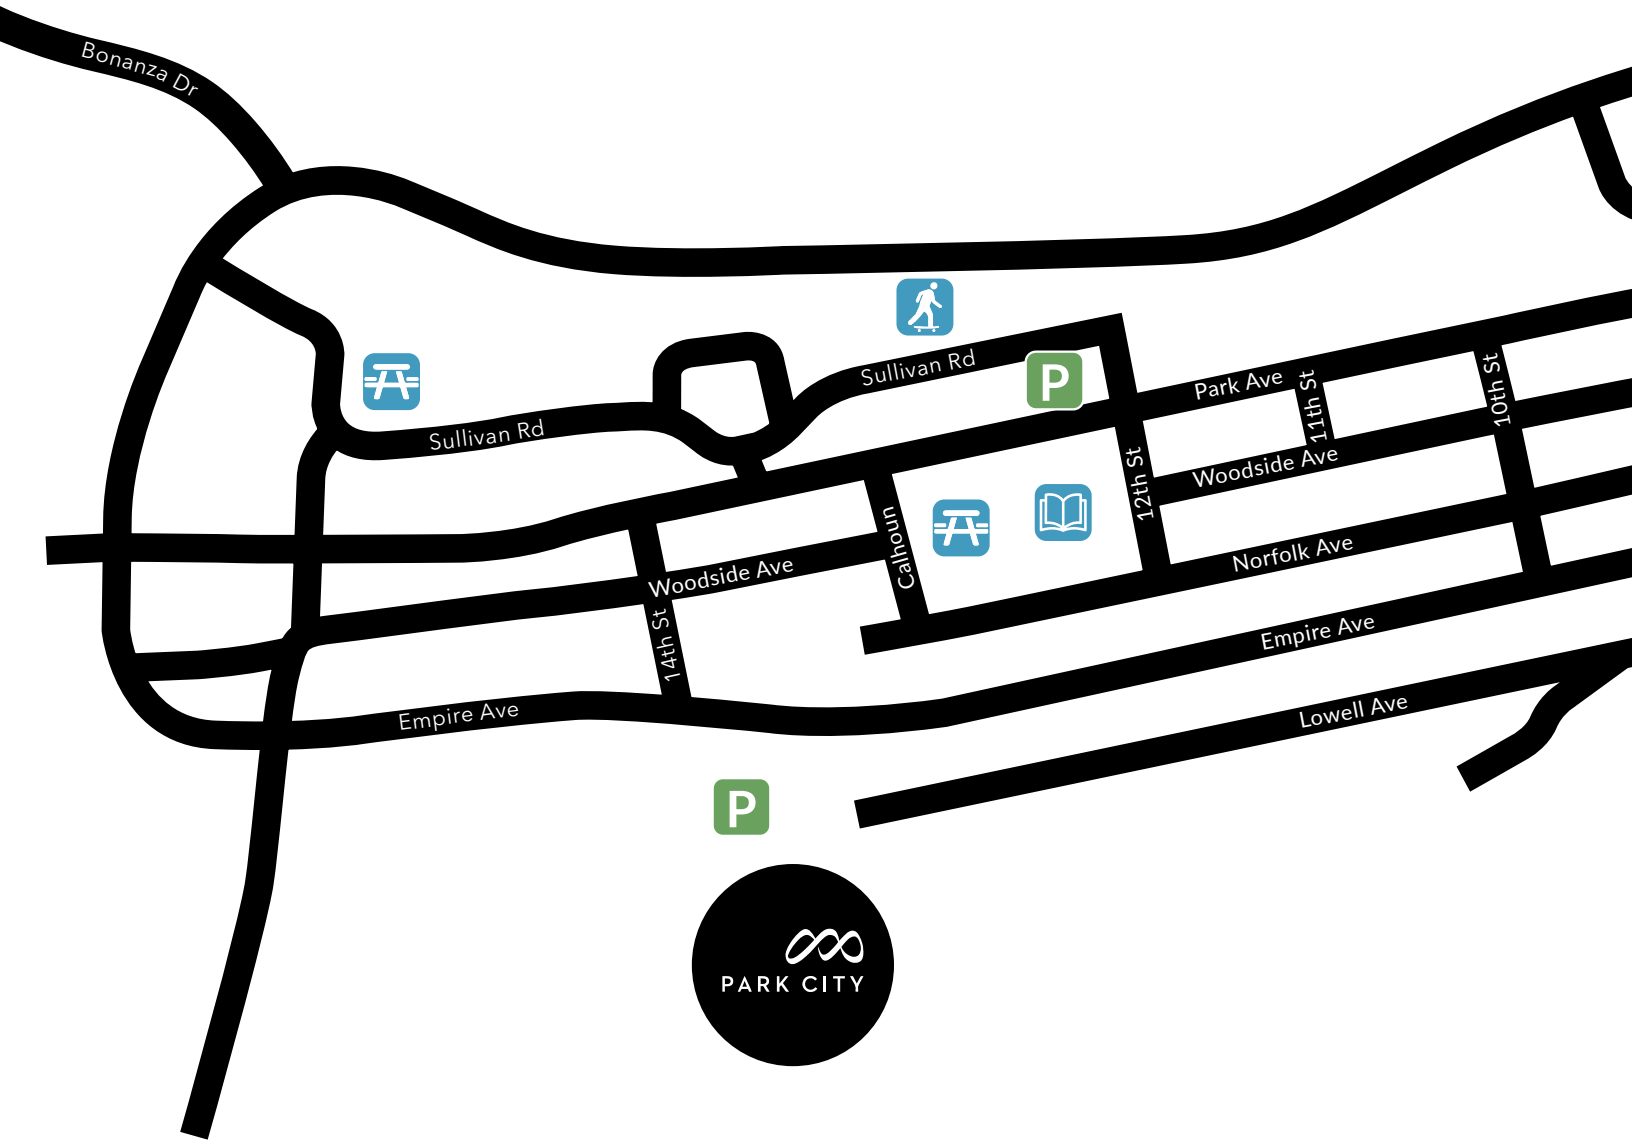 Bonanza Dr
Sullivan Rd
Sullivan Rd
P
Park Ave
11th St
10th St
12th St
Woodside Ave
Calhoun
Woodside Ave
Norfolk Ave
14th St
Empire Ave
Empire Ave
Lowell Ave
P
PARK CITY